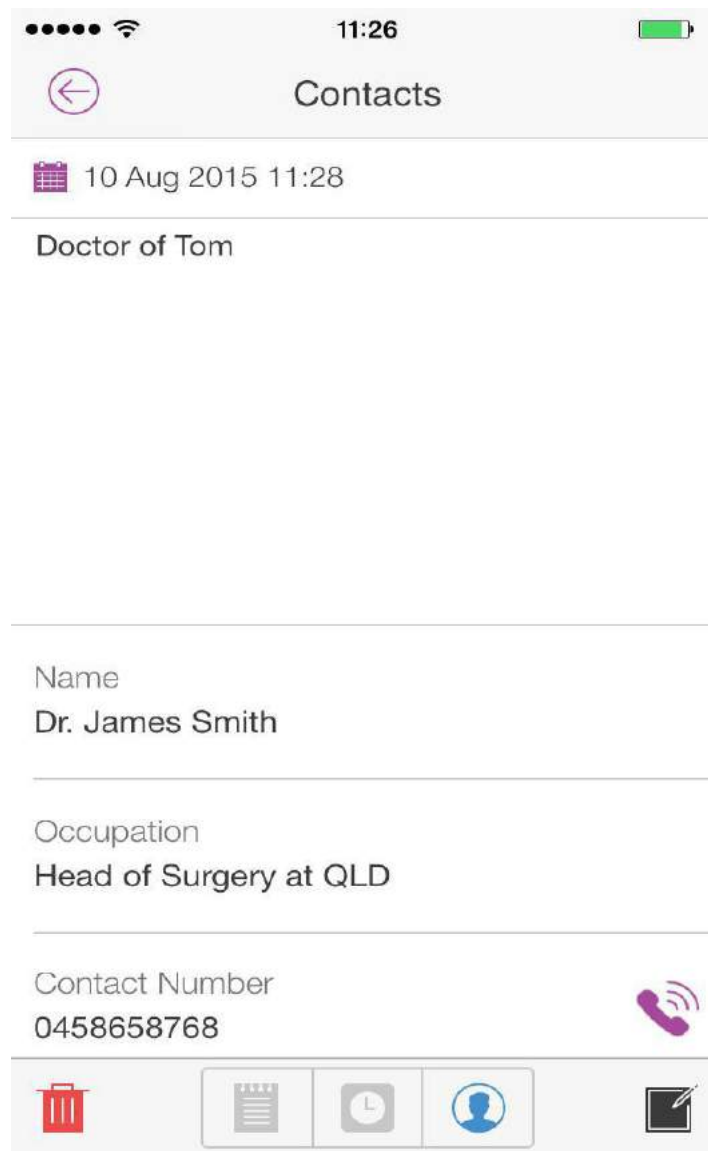 11:26
Contacts
10 Aug 2015 11:28
Doctor of Tom
Name
Dr. James Smith
Occupation
Head of Surgery at QLD
Contact Number
0458658768